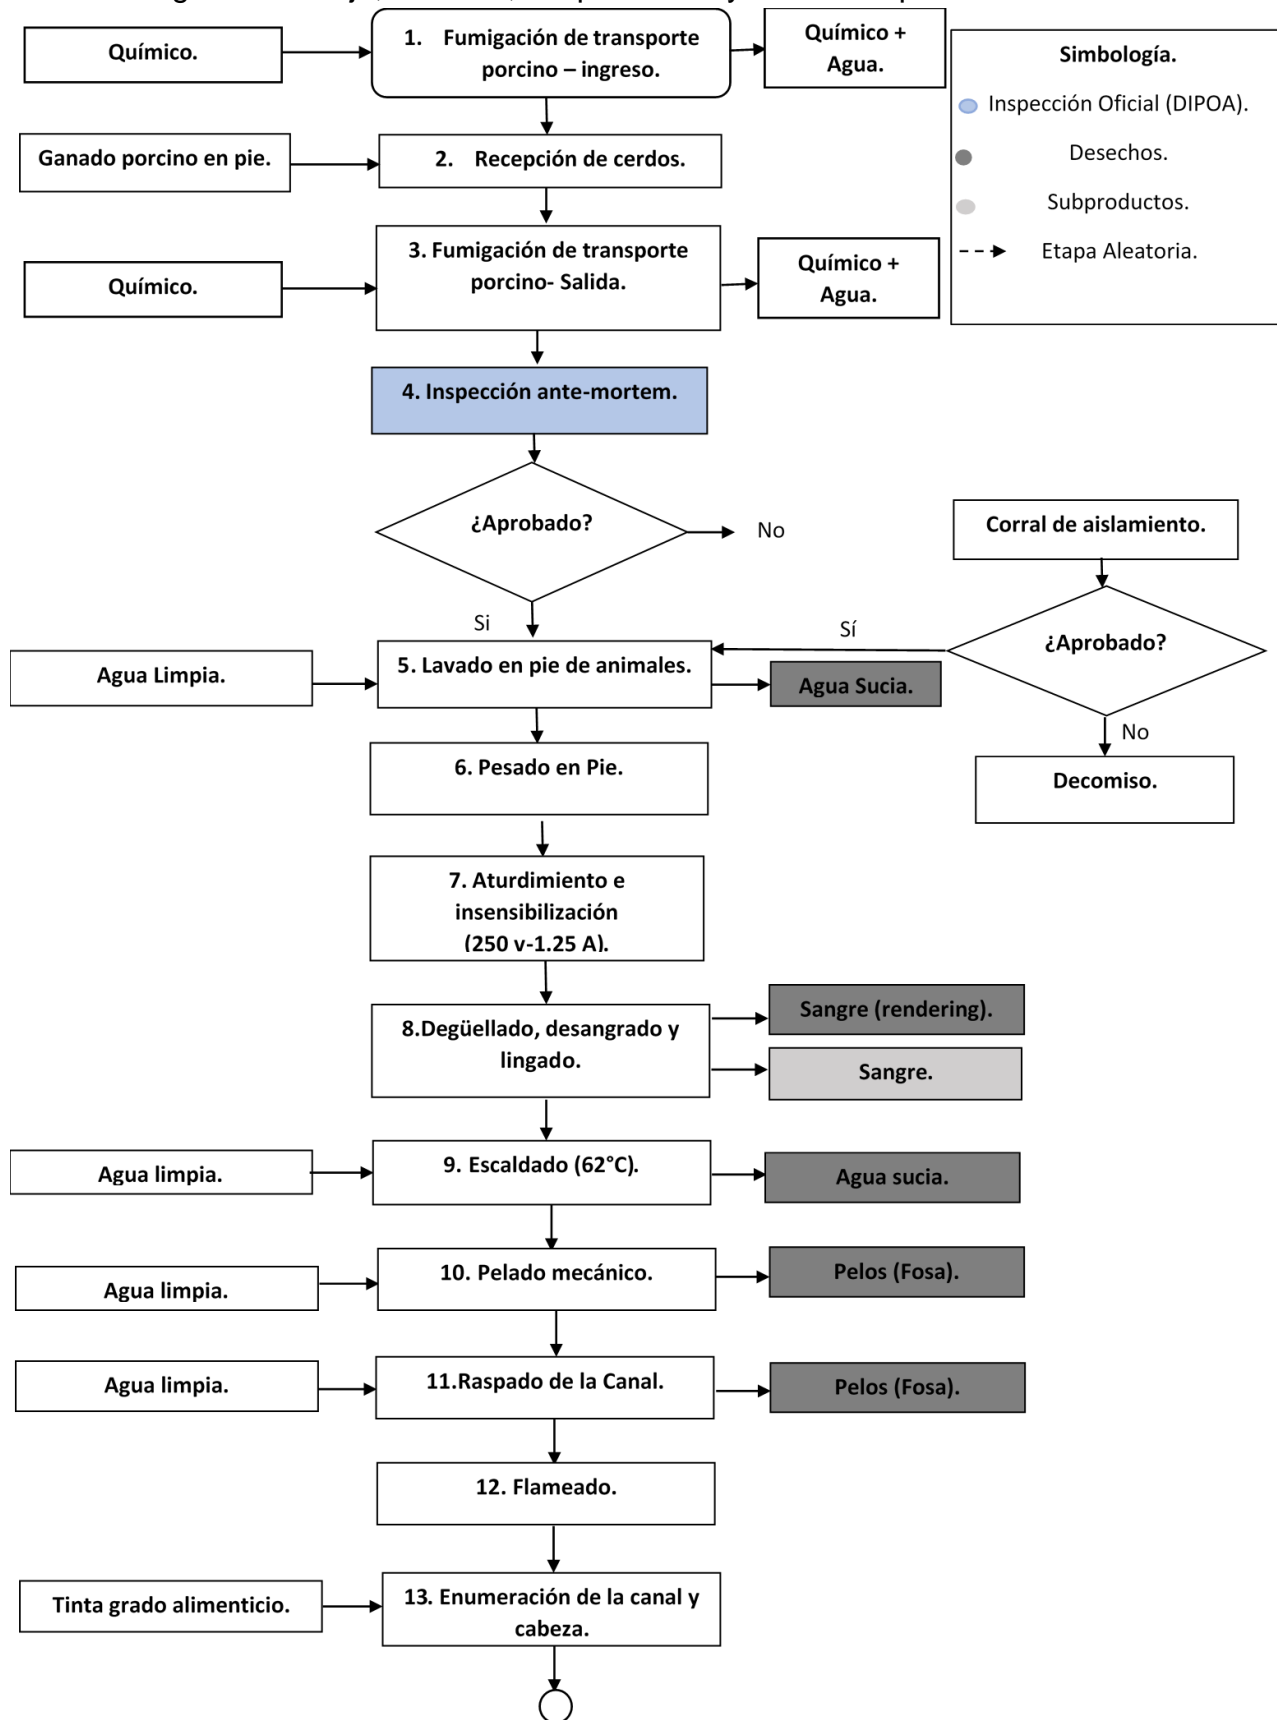 Químico.
1. Fumigación de transporte
porcino – ingreso.
Químico +
Agua.
Simbología.
Inspección Oficial (DIPOA).
Desechos.
Subproductos.
Etapa Aleatoria.
Ganado porcino en pie.
2. Recepción de cerdos.
Químico.
3. Fumigación de transporte
porcino- Salida.
Químico +
Agua.
4. Inspección ante-mortem.
¿Aprobado?
No
Corral de aislamiento.
Si
Sí
¿Aprobado?
Agua Limpia.
5. Lavado en pie de animales.
Agua Sucia.
No
6. Pesado en Pie.
Decomiso.
7. Aturdimiento e
insensibilización
(250 v-1.25 A).
8.Degüellado, desangrado y
lingado.
Sangre (rendering).
Sangre.
Agua limpia.
9. Escaldado (62°C).
Agua sucia.
Agua limpia.
10. Pelado mecánico.
Pelos (Fosa).
Agua limpia.
11.Raspado de la Canal.
Pelos (Fosa).
12. Flameado.
Tinta grado alimenticio.
13. Enumeración de la canal y
cabeza.